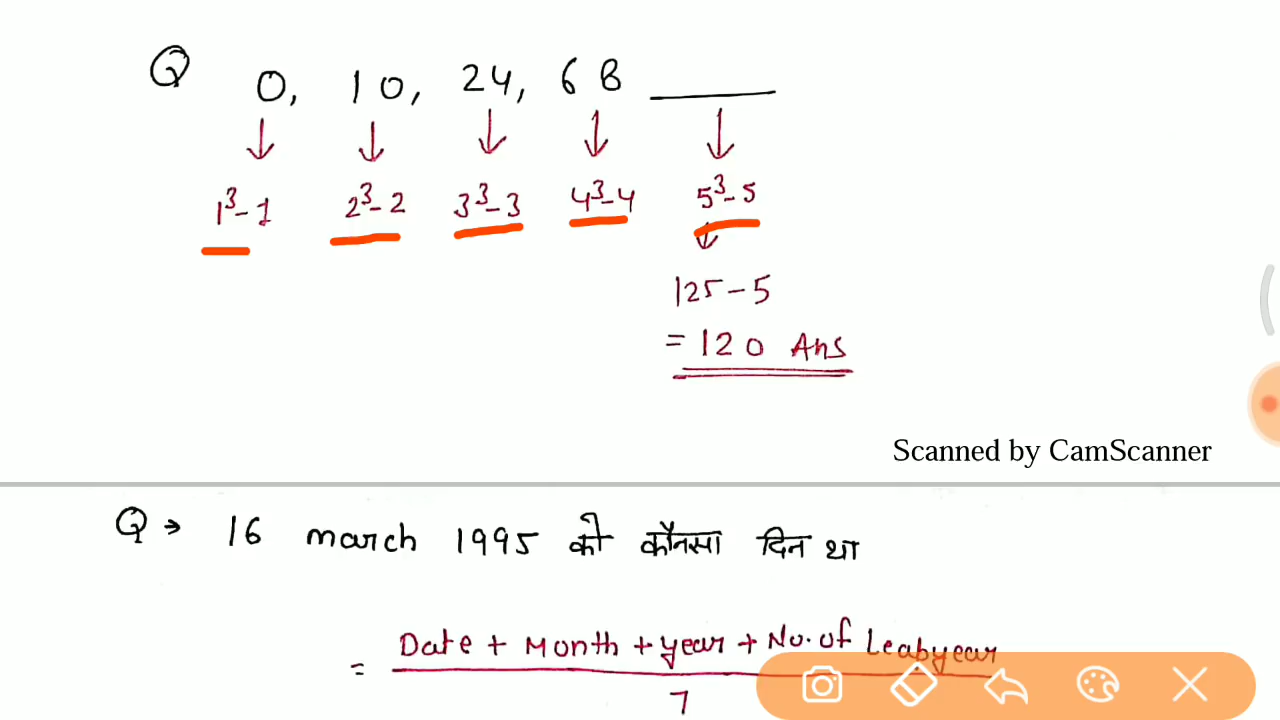 Q 0, 10, 24, 68 ____
↓ ↓ ↓ ↓ ↓
1³-1 2³-2 3³-3 4³-4 5³-5
↓
125-5
= 120 Ans
Scanned by CamScanner
Q → 16 march 1995 को कौनसा दिन था
= Date + Month + year + No. of Leabyear
7